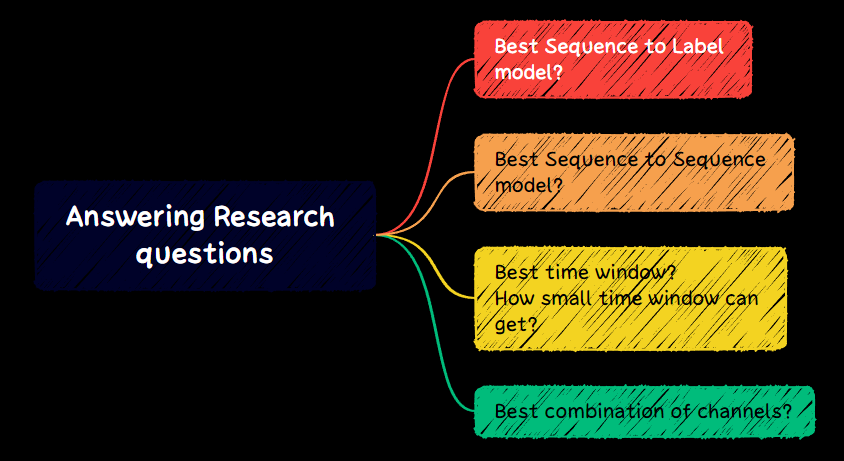 Answering Research
questions
Best Sequence to Label
model?
Best Sequence to Sequence
model?
Best time window?
How small time window can
get?
Best combination of channels?